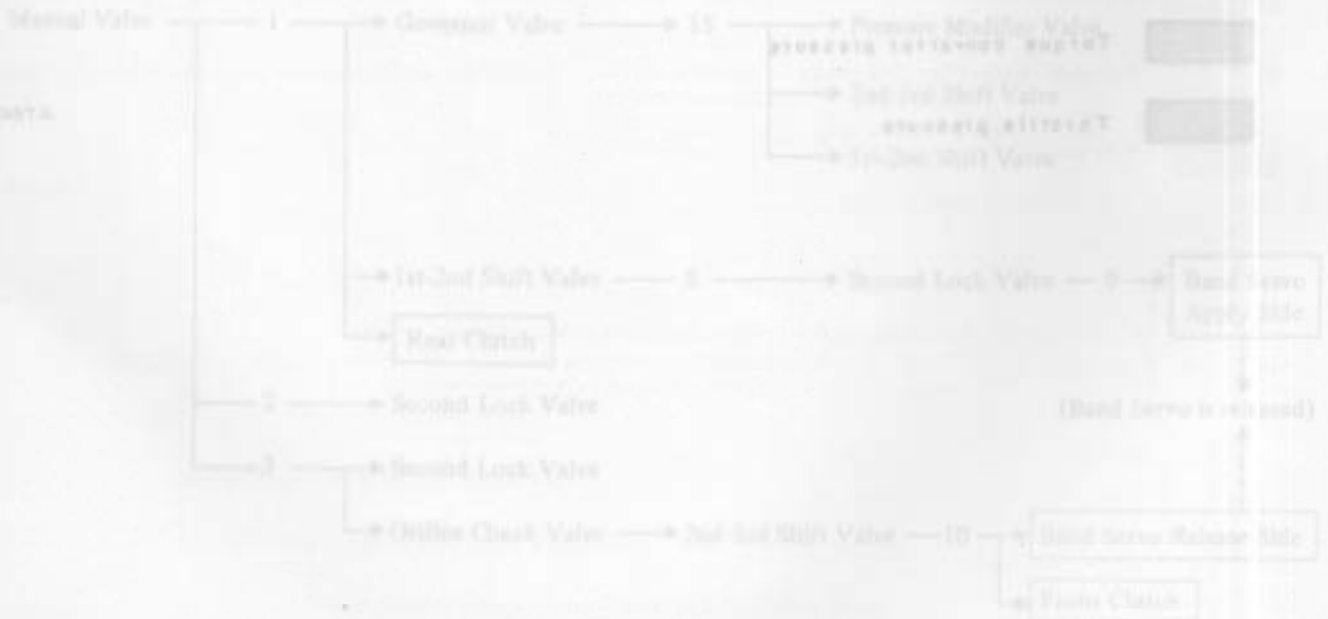 Manual Valve 1 Governor Valve 15 Pressure Modifier Valve
Torque converter pressure
2nd-3rd Shift Valve
Throttle pressure
1st-2nd Shift Valve
1st-2nd Shift Valve 8 Second Lock Valve 9 Band Servo
Apply Side
Rear Clutch
2 Second Lock Valve
(Band Servo is released)
3 Second Lock Valve
Orifice Check Valve 2nd-3rd Shift Valve 10 Band Servo Release Side
Front Clutch